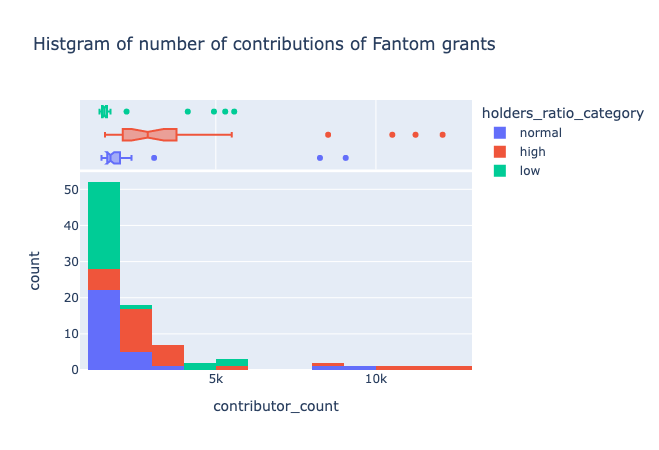 Histgram of number of contributions of Fantom grants
holders_ratio_category
normal
high
low
50
40
30
20
10
0
count
5k
10k
contributor_count